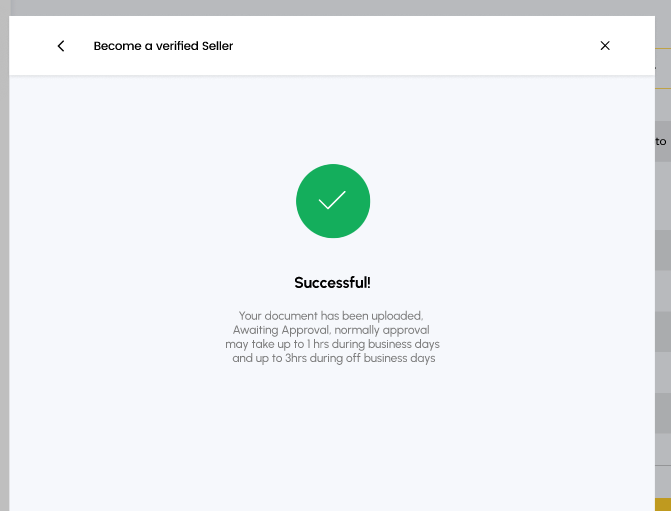 Become a verified Seller
to
Successful!
Your document has been uploaded,
Awaiting Approval, normally approval
may take up to 1 hrs during business days
and up to 3hrs during off business days